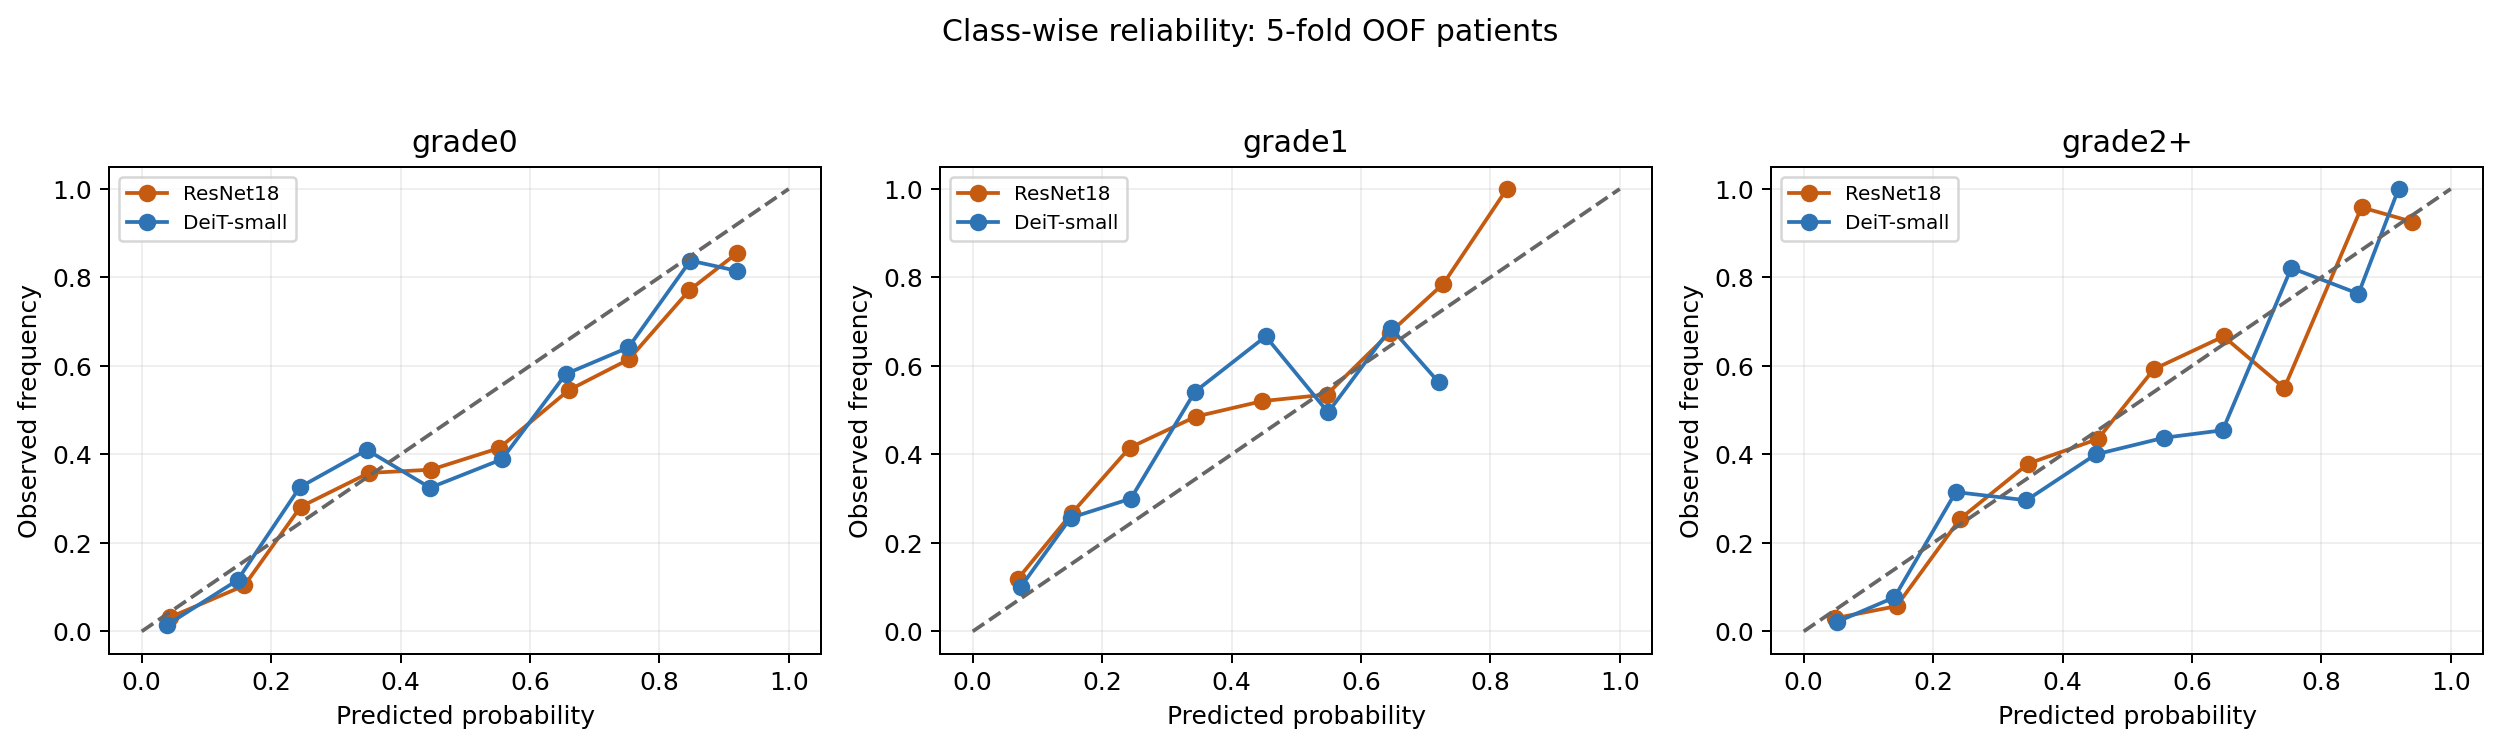 Class-wise reliability: 5-fold OOF patients
grade0
ResNet18
DeiT-small
Observed frequency
1.0
0.8
0.6
0.4
0.2
0.0
0.0 0.2 0.4 0.6 0.8 1.0
Predicted probability
grade1
ResNet18
DeiT-small
Observed frequency
1.0
0.8
0.6
0.4
0.2
0.0
0.0 0.2 0.4 0.6 0.8 1.0
Predicted probability
grade2+
ResNet18
DeiT-small
Observed frequency
1.0
0.8
0.6
0.4
0.2
0.0
0.0 0.2 0.4 0.6 0.8 1.0
Predicted probability